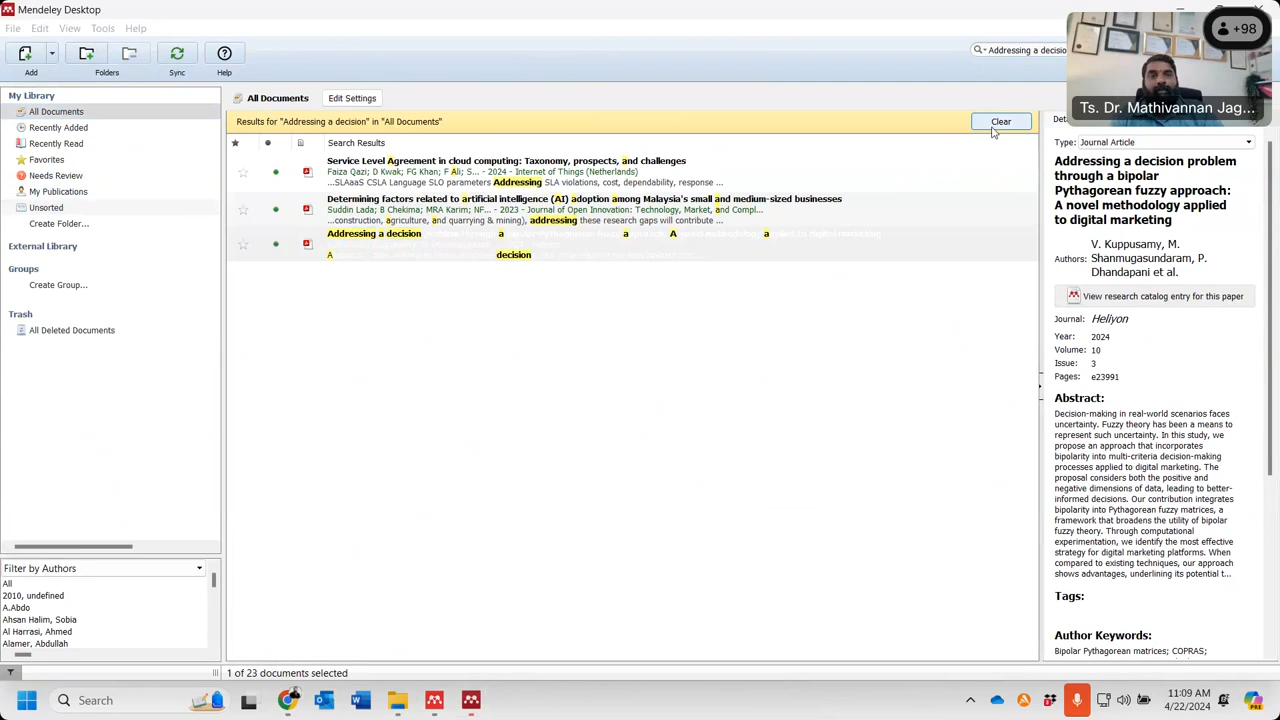 Mendeley Desktop
File Edit View Tools Help
Add Folders Sync Help
Addressing a decisio
+98
Ts. Dr. Mathivannan Jag...
My Library
All Documents
Recently Added
Recently Read
Favorites
Needs Review
My Publications
Unsorted
Create Folder...
External Library
Groups
Create Group...
Trash
All Deleted Documents
Filter by Authors
All
2010, undefined
A.Abdo
Ahsan Halim, Sobia
Al Harrasi, Ahmed
Alamer, Abdullah
All Documents Edit Settings
Results for "Addressing a decision" in "All Documents" Clear
Search Results
Service Level Agreement in cloud computing: Taxonomy, prospects, and challenges
Faiza Qazi; D Kwak; FG Khan; F Ali; S... - 2024 - Internet of Things (Netherlands)
...SLAaaS CSLA Language SLO parameters Addressing SLA violations, cost, dependability, response ...
Determining factors related to artificial intelligence (AI) adoption among Malaysia's small and medium-sized businesses
Suddin Lada; B Chekima; MRA Karim; NF... - 2023 - Journal of Open Innovation: Technology, Market, and Compl...
...construction, agriculture, and quarrying & mining), addressing these research gaps will contribute ...
Addressing a decision a a A a
A decision
Type: Journal Article
Addressing a decision problem
through a bipolar
Pythagorean fuzzy approach:
A novel methodology applied
to digital marketing
Authors: V. Kuppusamy, M.
Shanmugasundaram, P.
Dhandapani et al.
View research catalog entry for this paper
Journal: Heliyon
Year: 2024
Volume: 10
Issue: 3
Pages: e23991
Abstract:
Decision-making in real-world scenarios faces
uncertainty. Fuzzy theory has been a means to
represent such uncertainty. In this study, we
propose an approach that incorporates
bipolarity into multi-criteria decision-making
processes applied to digital marketing. The
proposal considers both the positive and
negative dimensions of data, leading to better-
informed decisions. Our contribution integrates
bipolarity into Pythagorean fuzzy matrices, a
framework that broadens the utility of bipolar
fuzzy theory. Through computational
experimentation, we identify the most effective
strategy for digital marketing platforms. When
compared to existing techniques, our approach
shows advantages, underlining its potential t...
Tags:
Author Keywords:
Bipolar Pythagorean matrices; COPRAS;
1 of 23 documents selected
Search
11:09 AM
4/22/2024
PRE